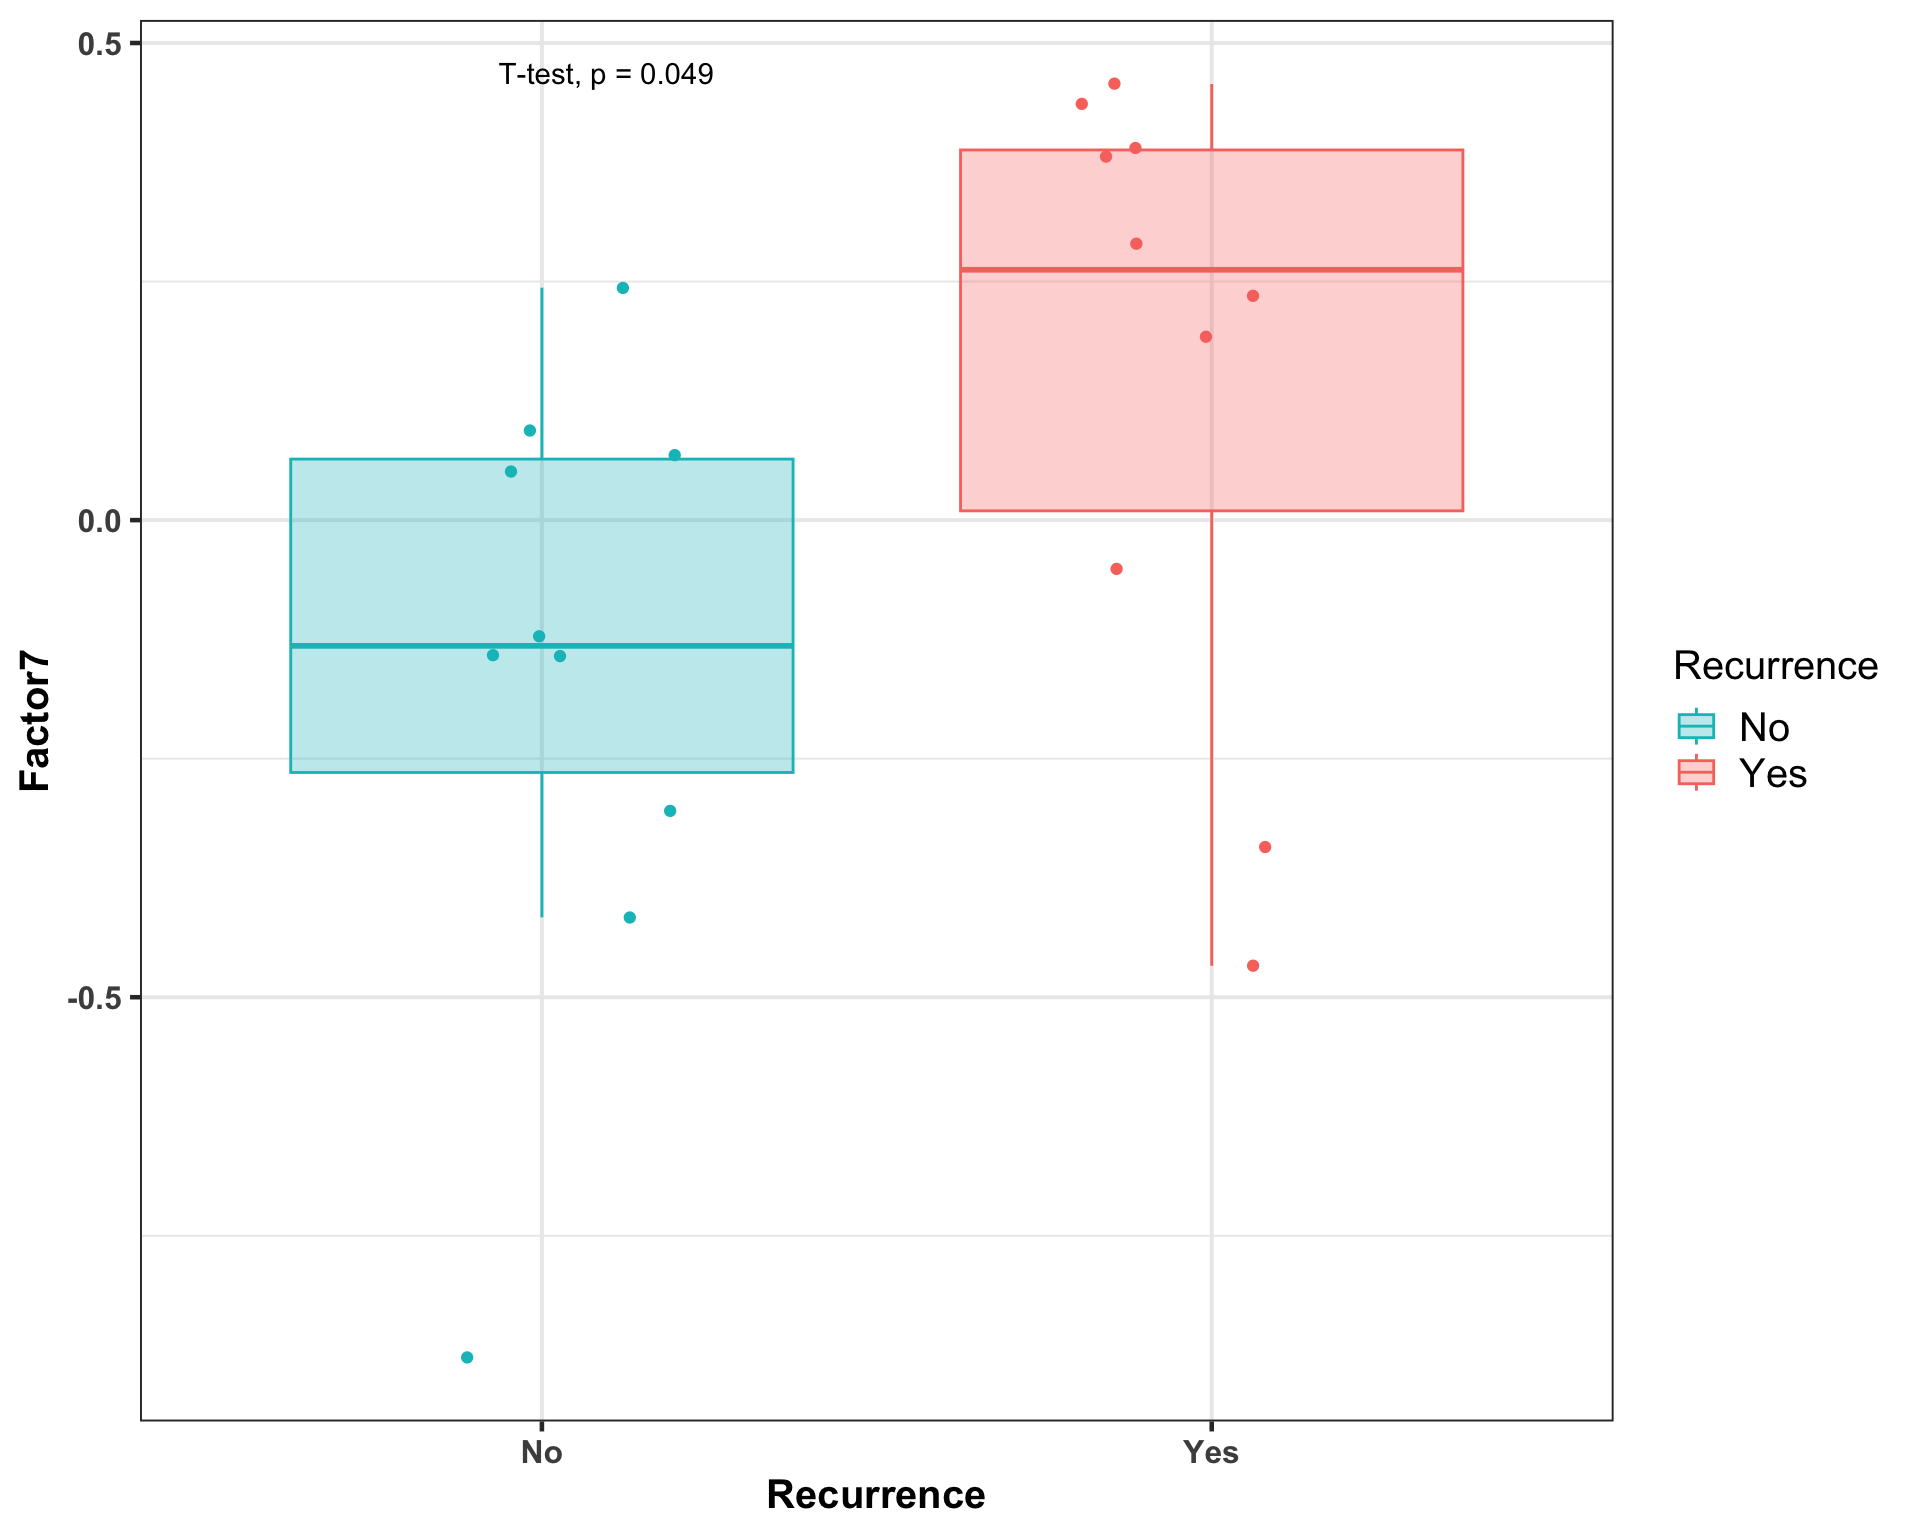 0.5
T-test, p = 0.049
0.0
-0.5
Factor7
No
Yes
Recurrence
Recurrence
No
Yes